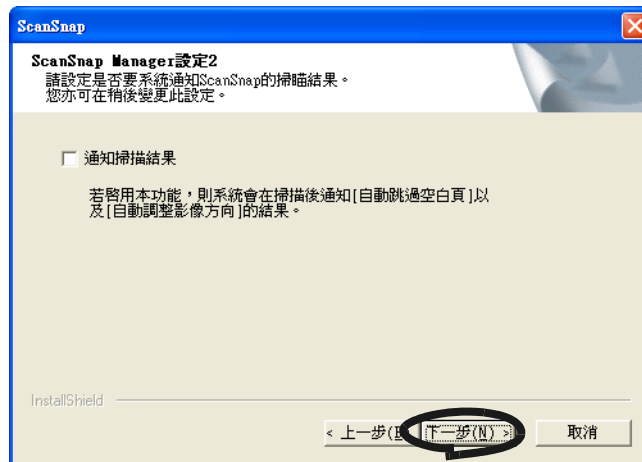 ScanSnap
ScanSnap Manager設定2
請設定是否要系統通知ScanSnap的掃瞄結果。
您亦可在稍後變更此設定。
通知掃描結果
若啓用本功能，則系統會在掃描後通知[自動跳過空白頁]以
及[自動調整影像方向]的結果。
InstallShield
< 上一步(B
下一步(N) >
取消